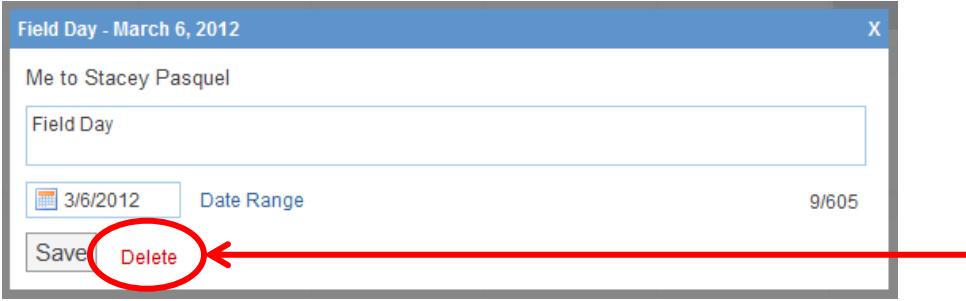 Field Day - March 6, 2012 X
Me to Stacey Pasquel
Field Day
3/6/2012 Date Range 9/605
Save Delete